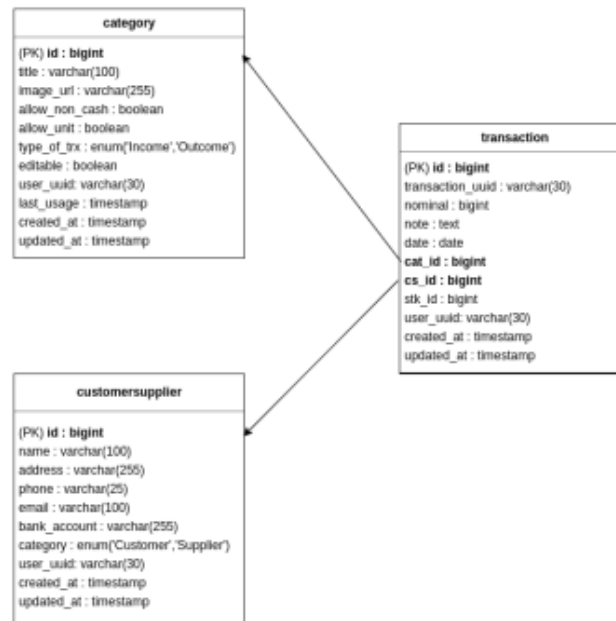 category
(PK) id : bigint
title : varchar(100)
image_url : varchar(255)
allow_non_cash : boolean
allow_unit : boolean
type_of_trx : enum('Income','Outcome')
editable : boolean
user_uuid: varchar(30)
last_usage : timestamp
created_at : timestamp
updated_at : timestamp
transaction
(PK) id : bigint
transaction_uuid : varchar(30)
nominal : bigint
note : text
date : date
cat_id : bigint
cs_id : bigint
stk_id : bigint
user_uuid: varchar(30)
created_at : timestamp
updated_at : timestamp
customersupplier
(PK) id : bigint
name : varchar(100)
address : varchar(255)
phone : varchar(25)
email : varchar(100)
bank_account : varchar(255)
category : enum('Customer','Supplier')
user_uuid: varchar(30)
created_at : timestamp
updated_at : timestamp